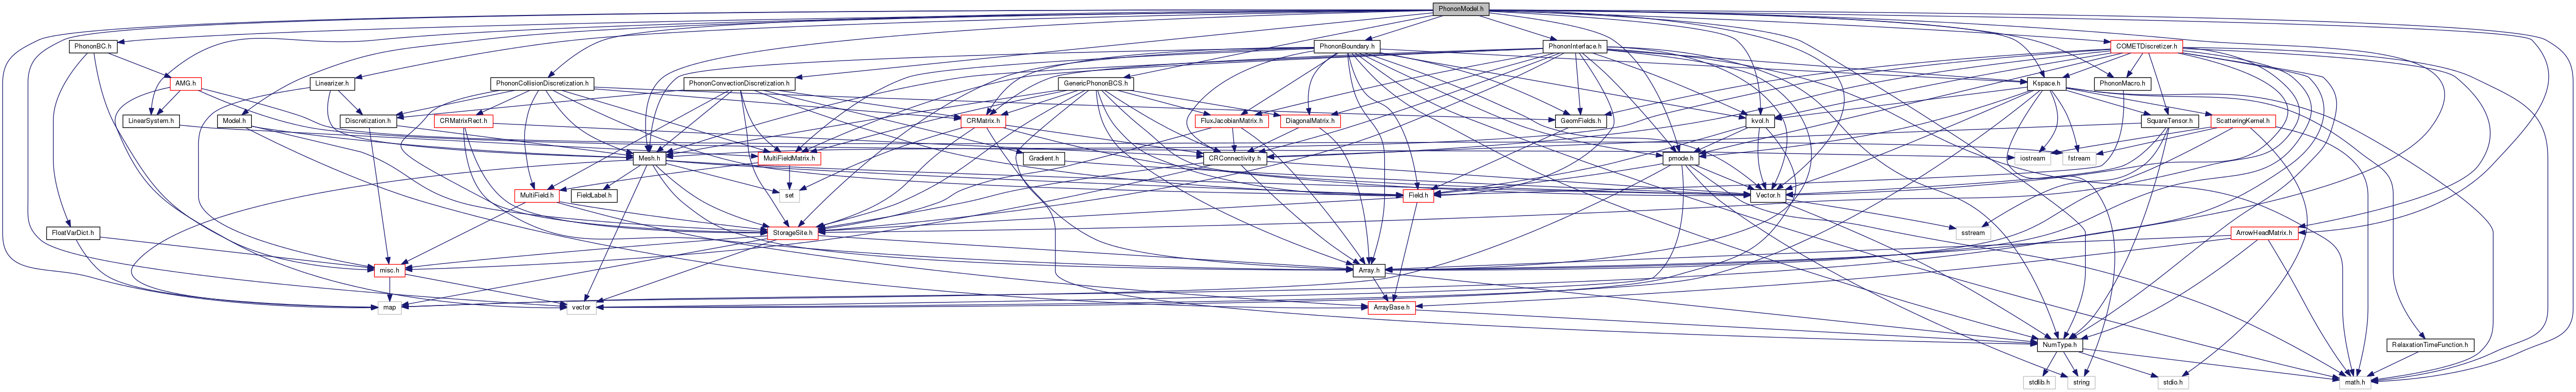 PhononModel.h
PhononBC.h
PhononBoundary.h
PhononInterface.h
COMETDiscretizer.h
AMG.h
Linearizer.h
PhononCollisionDiscretization.h
PhononConvectionDiscretization.h
GenericPhononBCS.h
Kspace.h
PhononMacro.h
LinearSystem.h
Model.h
Discretization.h
CRMatrixRect.h
CRMatrix.h
FluxJacobianMatrix.h
DiagonalMatrix.h
GeomFields.h
kvol.h
SquareTensor.h
ScatteringKernel.h
Mesh.h
MultiFieldMatrix.h
Gradient.h
CRConnectivity.h
pmode.h
iostream
fstream
MultiField.h
FieldLabel.h
set
Field.h
Vector.h
FloatVarDict.h
StorageSite.h
sstream
ArrowHeadMatrix.h
misc.h
Array.h
map
vector
ArrayBase.h
NumType.h
RelaxationTimeFunction.h
stdlib.h
string
stdio.h
math.h